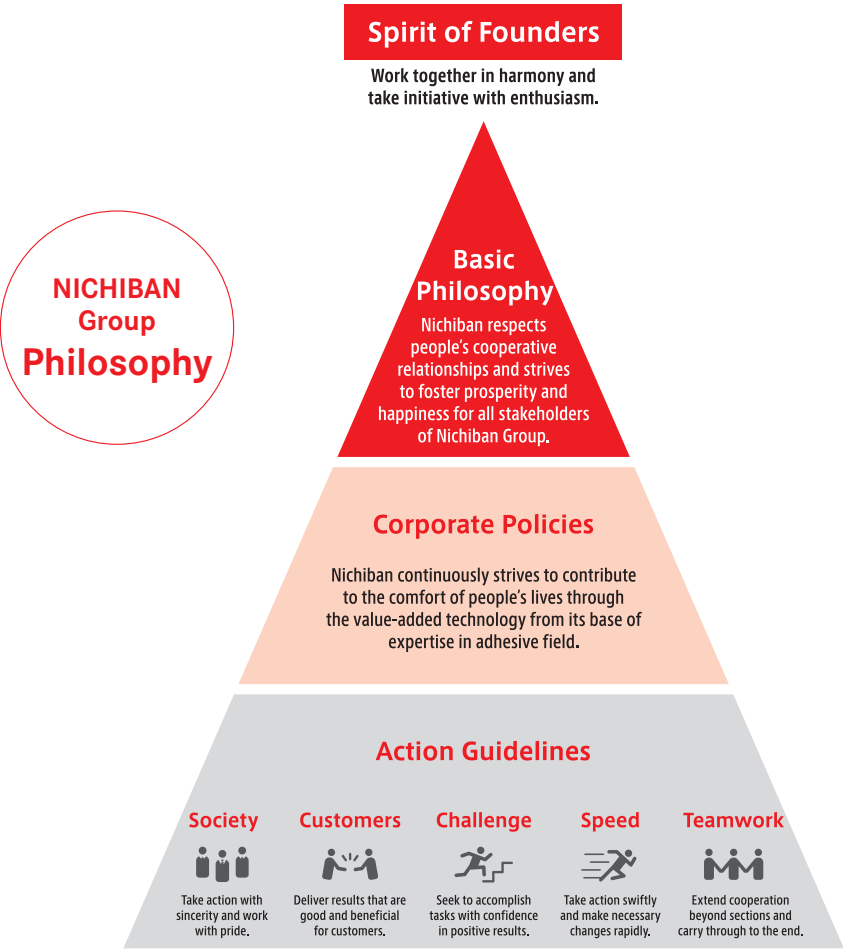 Spirit of Founders
Work together in harmony and
take initiative with enthusiasm.
NICHIBAN
Group
Philosophy
Basic
Philosophy
Nichiban respects
people's cooperative
relationships and strives
to foster prosperity and
happiness for all stakeholders
of Nichiban Group.
Corporate Policies
Nichiban continuously strives to contribute
to the comfort of people's lives through
the value-added technology from its base of
expertise in adhesive field.
Action Guidelines
Society
Take action with
sincerity and work
with pride.
Customers
Deliver results that are
good and beneficial
for customers.
Challenge
Seek to accomplish
tasks with confidence
in positive results.
Speed
Take action swiftly
and make necessary
changes rapidly.
Teamwork
Extend cooperation
beyond sections and
carry through to the end.